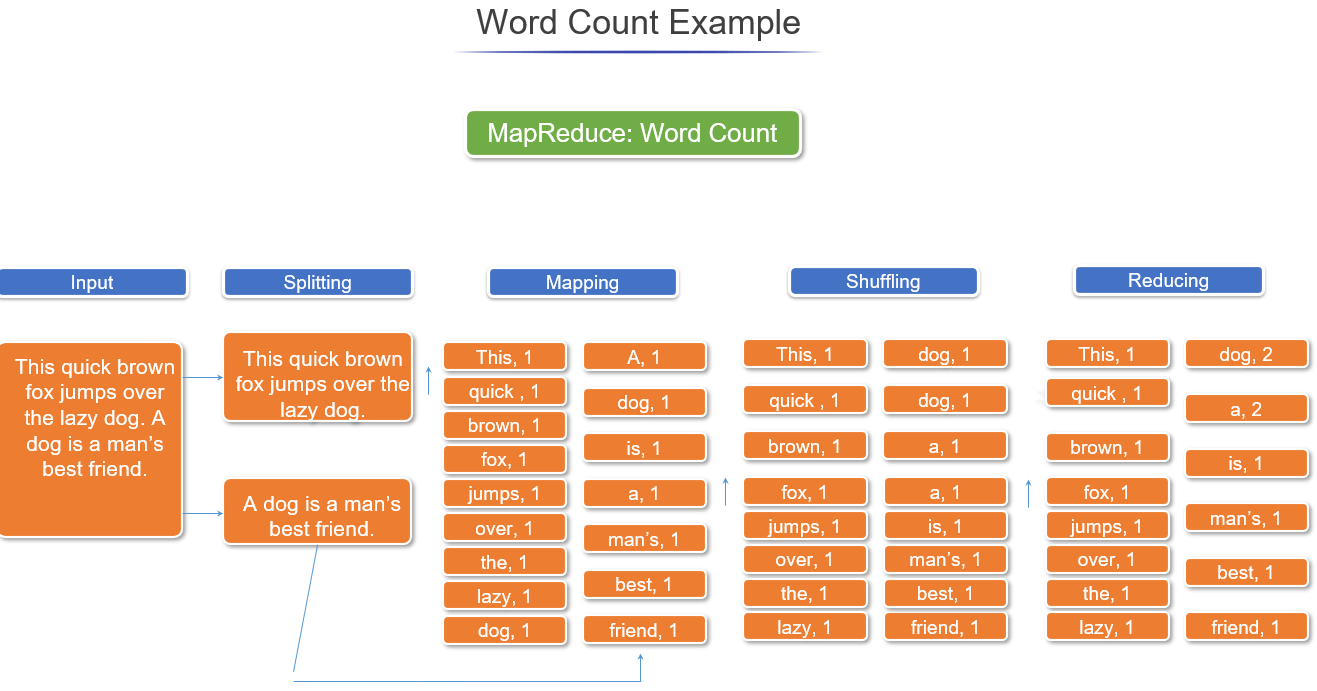 Word Count Example
MapReduce: Word Count
Input
Splitting
Mapping
Shuffling
Reducing
This quick brown
fox jumps over
the lazy dog. A
dog is a man’s
best friend.
This quick brown
fox jumps over the
lazy dog.
A dog is a man’s
best friend.
This, 1
quick , 1
brown, 1
fox, 1
jumps, 1
over, 1
the, 1
lazy, 1
dog, 1
A, 1
dog, 1
is, 1
a, 1
man’s, 1
best, 1
friend, 1
This, 1
quick , 1
brown, 1
fox, 1
jumps, 1
over, 1
the, 1
lazy, 1
dog, 1
dog, 1
a, 1
a, 1
is, 1
man’s, 1
best, 1
friend, 1
This, 1
quick , 1
brown, 1
fox, 1
jumps, 1
over, 1
the, 1
lazy, 1
dog, 2
a, 2
is, 1
man’s, 1
best, 1
friend, 1